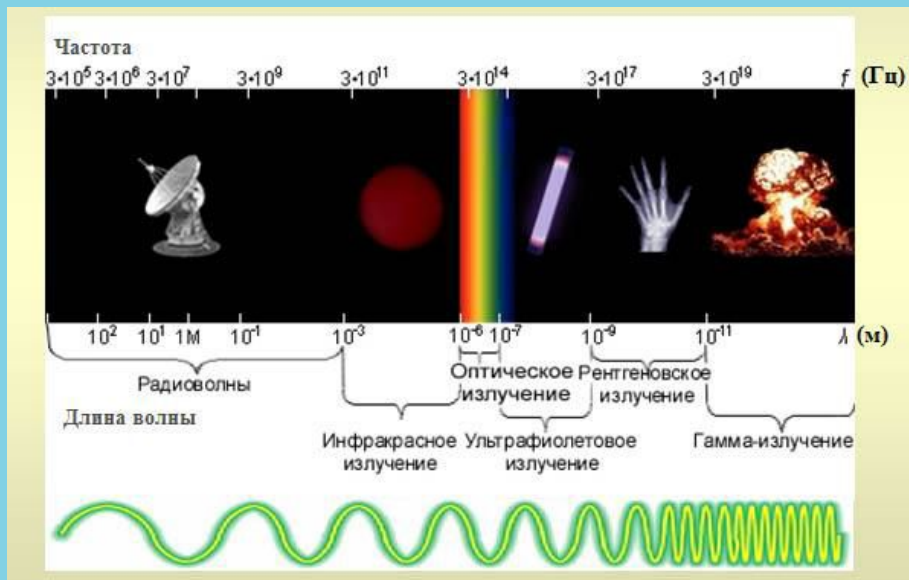 Частота
3•10⁵ 3•10⁶ 3•10⁷ 3•10⁹ 3•10¹¹ 3•10¹⁴ 3•10¹⁷ 3•10¹⁹ f (Гц)
10² 10¹ 1М 10⁻¹ 10⁻³ 10⁻⁶ 10⁻⁷ 10⁻⁹ 10⁻¹¹ λ (м)
Радиоволны
Оптическое
излучение
Рентгеновское
излучение
Длина волны
Инфракрасное
излучение
Ультрафиолетовое
излучение
Гамма-излучение